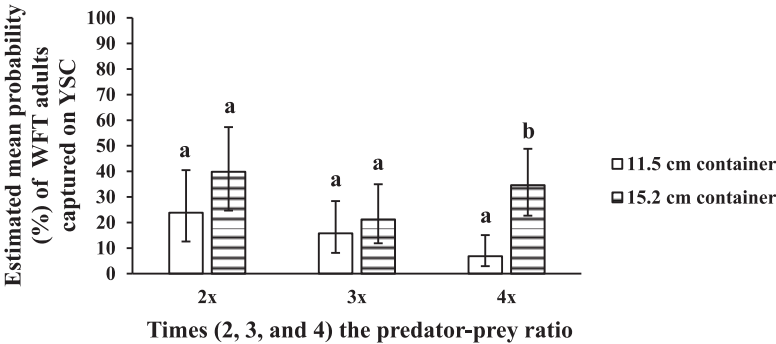 Estimated mean probability
(%) of WFT adults
captured on YSC
100
90
80
70
60
50
40
30
20
10
0
a
a
a
a
a
b
2x
3x
4x
Times (2, 3, and 4) the predator-prey ratio
11.5 cm container
15.2 cm container